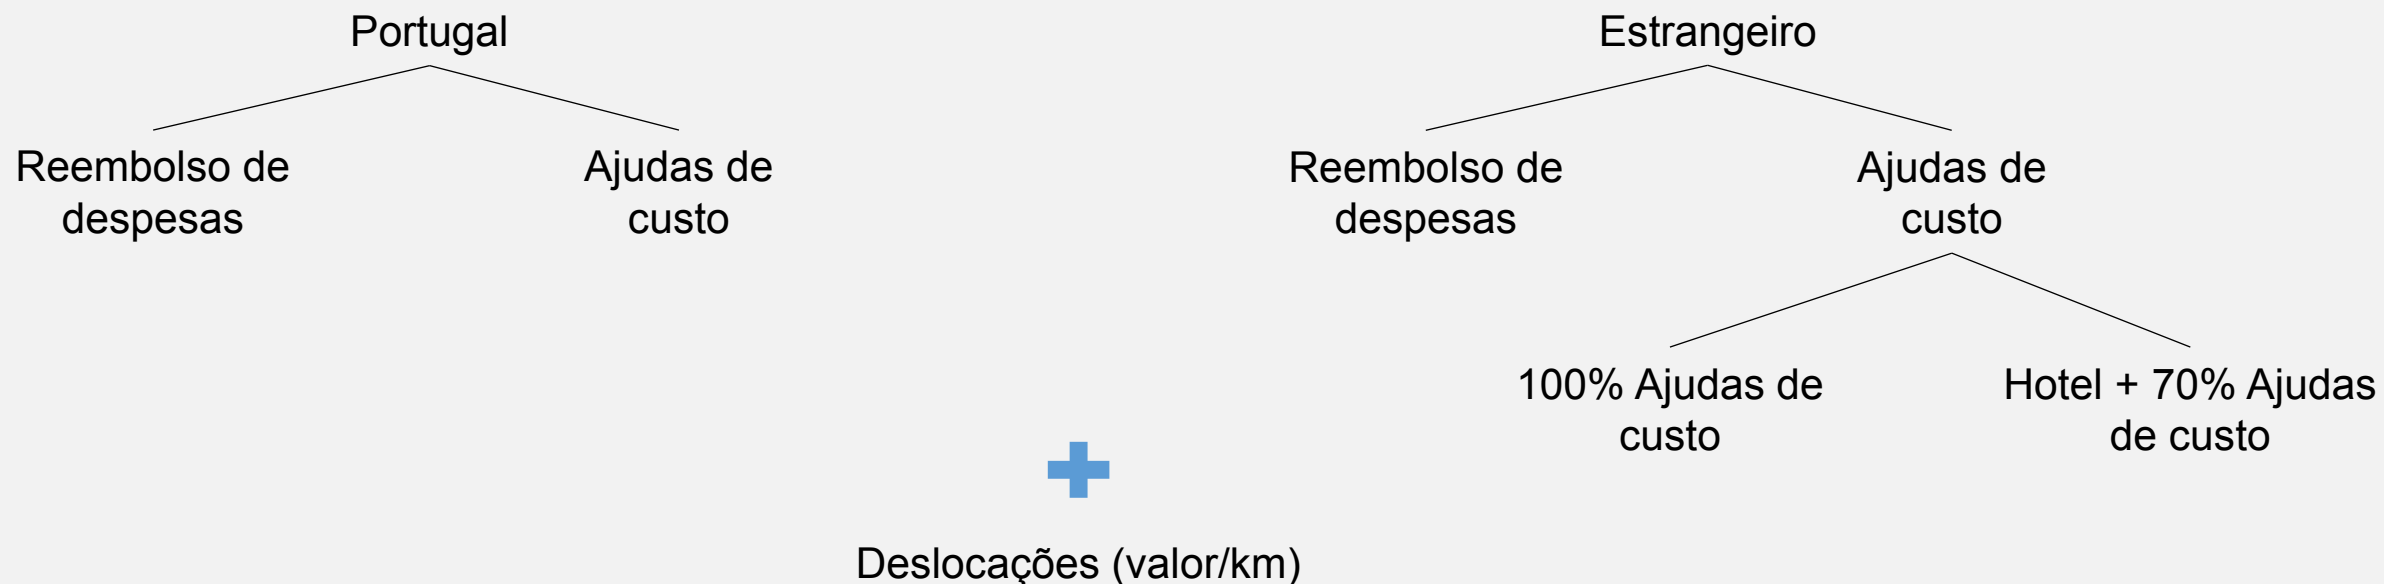 Portugal
Reembolso de
despesas
Ajudas de
custo
Estrangeiro
Reembolso de
despesas
Ajudas de
custo
100% Ajudas de
custo
Hotel + 70% Ajudas
de custo
Deslocações (valor/km)